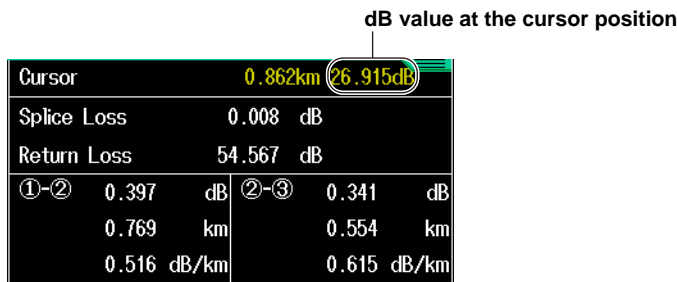 dB value at the cursor position
Cursor 0.862km 26.915dB
Splice Loss 0.008 dB
Return Loss 54.567 dB
①-② 0.397 dB ②-③ 0.341 dB
0.769 km 0.554 km
0.516 dB/km 0.615 dB/km